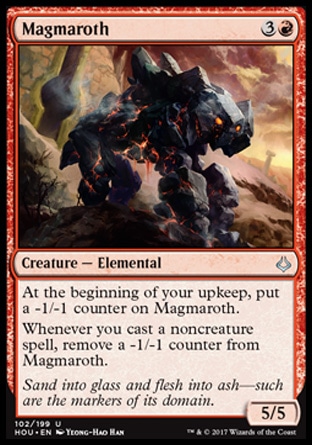 Magmaroth 3
Creature — Elemental
At the beginning of your upkeep, put
a -1/-1 counter on Magmaroth.
Whenever you cast a noncreature
spell, remove a -1/-1 counter from
Magmaroth.
Sand into glass and flesh into ash—such
are the markers of its domain.
5/5
102/199 U
HOU • EN Yeong-Hao Han
™ & © 2017 Wizards of the Coast